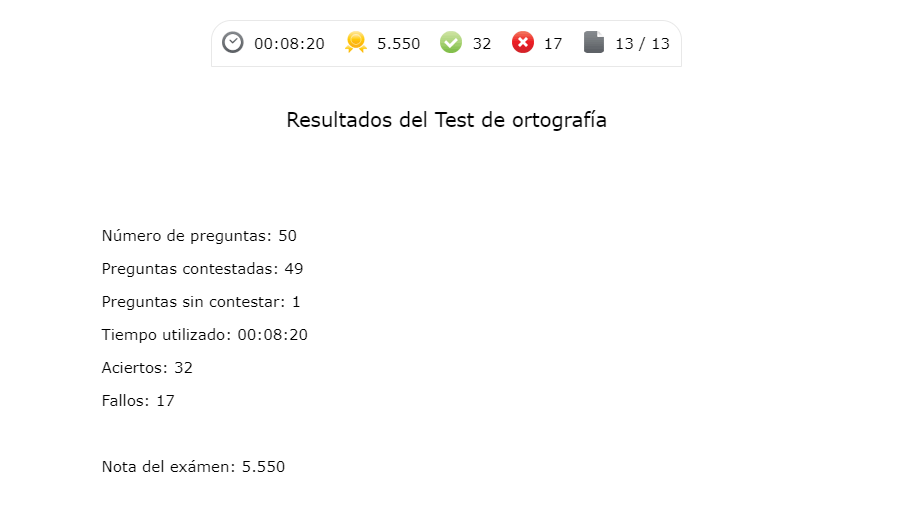 00:08:20 5.550 32 17 13 / 13
Resultados del Test de ortografía
Número de preguntas: 50
Preguntas contestadas: 49
Preguntas sin contestar: 1
Tiempo utilizado: 00:08:20
Aciertos: 32
Fallos: 17
Nota del exámen: 5.550